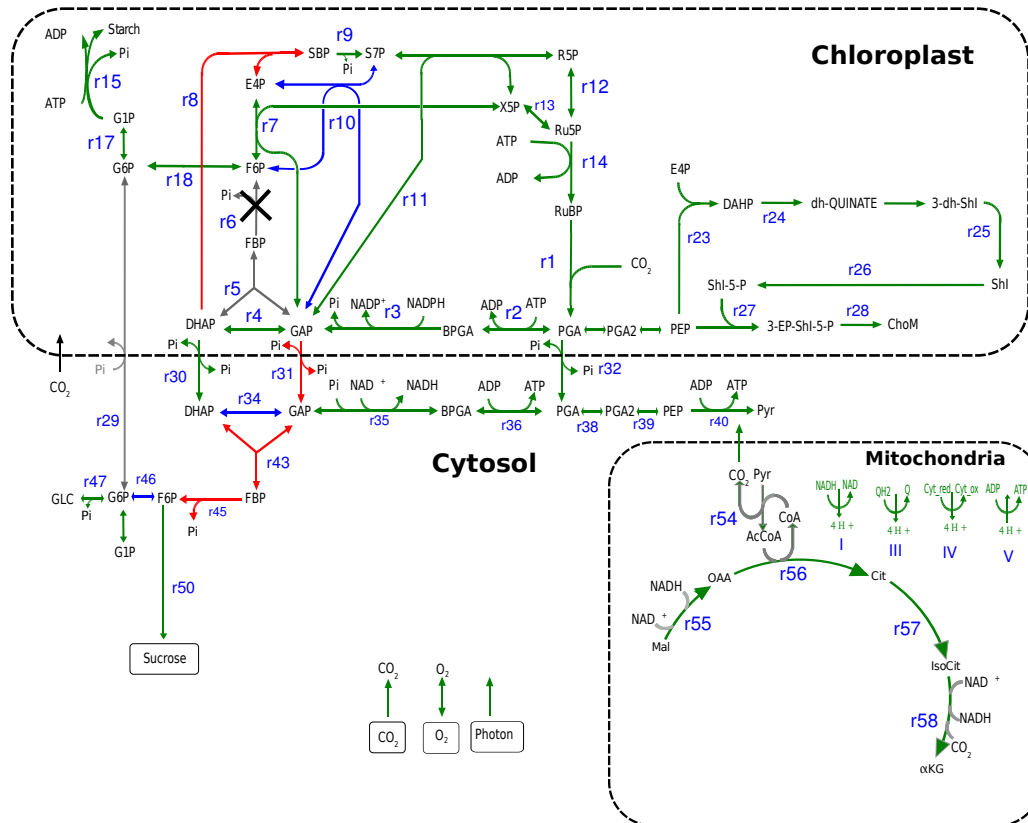 Chloroplast
ADP
Starch
Pi
r15
ATP
G1P
r17
G6P
r18
r8
SBP
r9
Pi
S7P
E4P
r7
r10
F6P
Pi
r6
FBP
r5
r11
R5P
r12
X5P
r13
Ru5P
ATP
r14
ADP
RuBP
r1
CO2
E4P
DAHP
r24
dh-QUINATE
3-dh-ShI
r23
r25
r26
ShI
ShI-5-P
r27
3-EP-ShI-5-P
r28
ChoM
DHAP
r4
GAP
Pi
NADP+
r3
NADPH
BPGA
ADP
r2
ATP
PGA
PGA2
PEP
CO2
Pi
Pi
r30
Pi
Pi
r31
Pi
Pi
r32
Pi
r29
DHAP
r34
GAP
Pi
NAD +
NADH
r35
BPGA
ADP
ATP
r36
PGA
r38
PGA2
r39
PEP
ADP
ATP
r40
Pyr
r43
Cytosol
GLC
r47
Pi
G6P
r46
F6P
r45
Pi
FBP
G1P
r50
Sucrose
CO2
O2
CO2
O2
Photon
Mitochondria
CO2
Pyr
r54
CoA
AcCoA
NADH
NAD
4 H +
I
QH2
Q
4 H +
III
Cyt_red
Cyt_ox
4 H +
IV
ADP
ATP
4 H +
V
OAA
r56
Cit
NADH
NAD +
r55
Mal
r57
IsoCit
NAD +
r58
NADH
CO2
αKG